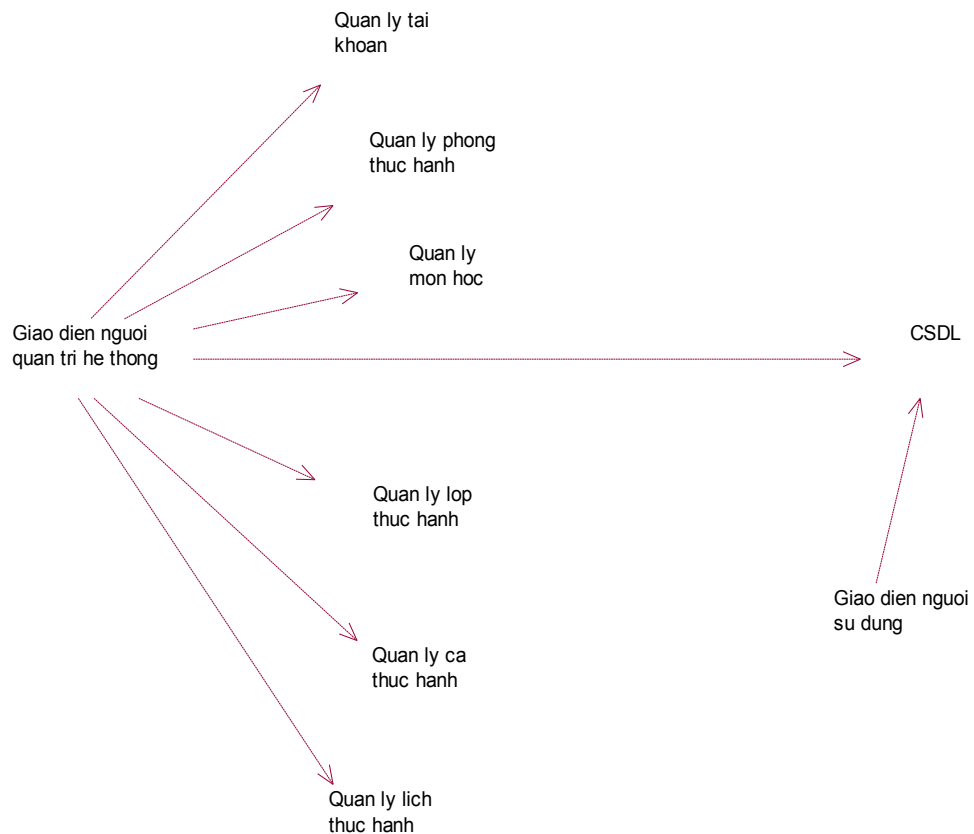 Quan ly tai
khoan
Quan ly phong
thuc hanh
Quan ly
mon hoc
Giao dien nguoi
quan tri he thong
CSDL
Quan ly lop
thuc hanh
Giao dien nguoi
su dung
Quan ly ca
thuc hanh
Quan ly lich
thuc hanh